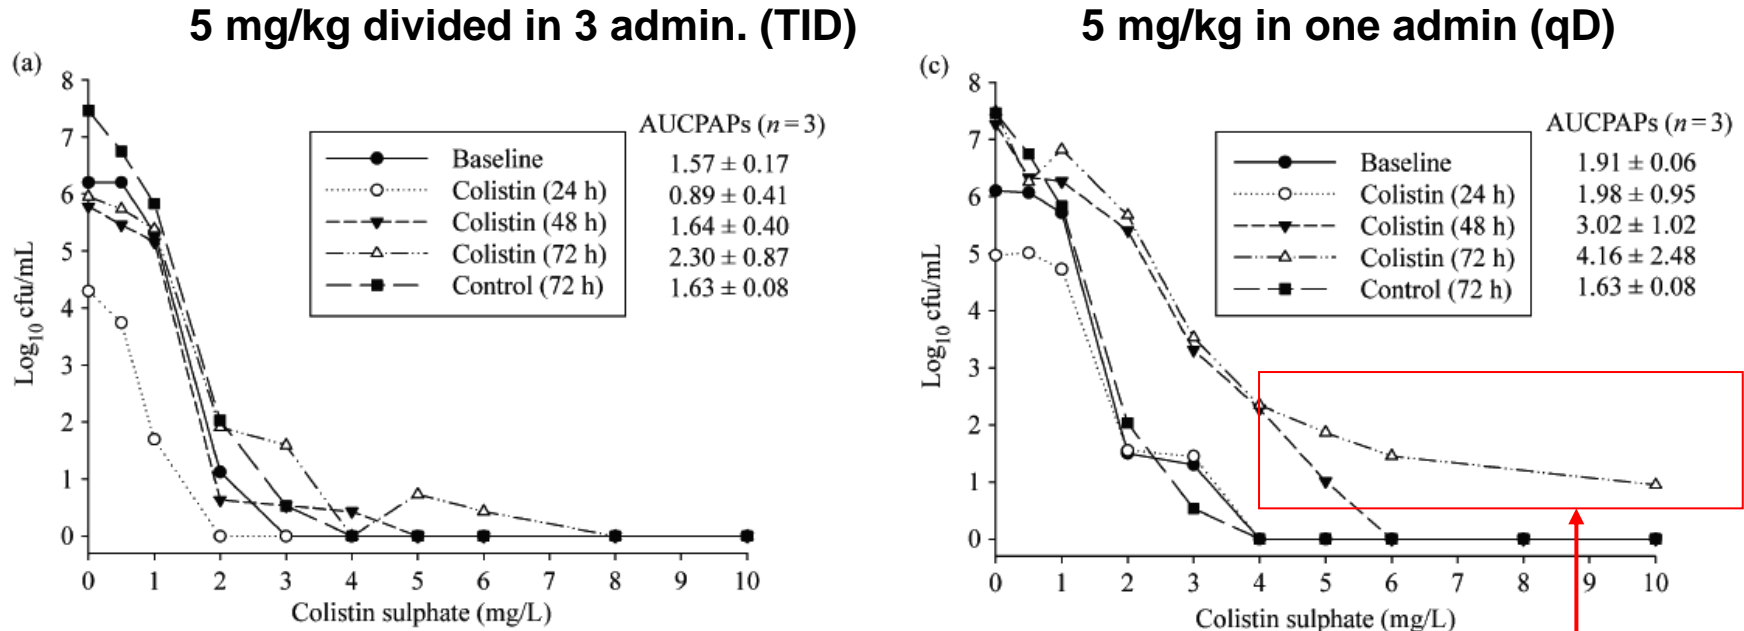 5 mg/kg divided in 3 admin. (TID)
5 mg/kg in one admin (qD)
(a)
8
7
6
5
4
3
2
1
0
Log10 cfu/mL
Baseline
Colistin (24 h)
Colistin (48 h)
Colistin (72 h)
Control (72 h)
AUCPAPs (n = 3)
1.57 ± 0.17
0.89 ± 0.41
1.64 ± 0.40
2.30 ± 0.87
1.63 ± 0.08
0 1 2 3 4 5 6 7 8 9 10
Colistin sulphate (mg/L)
(c)
8
7
6
5
4
3
2
1
0
Log10 cfu/mL
Baseline
Colistin (24 h)
Colistin (48 h)
Colistin (72 h)
Control (72 h)
AUCPAPs (n = 3)
1.91 ± 0.06
1.98 ± 0.95
3.02 ± 1.02
4.16 ± 2.48
1.63 ± 0.08
0 1 2 3 4 5 6 7 8 9 10
Colistin sulphate (mg/L)